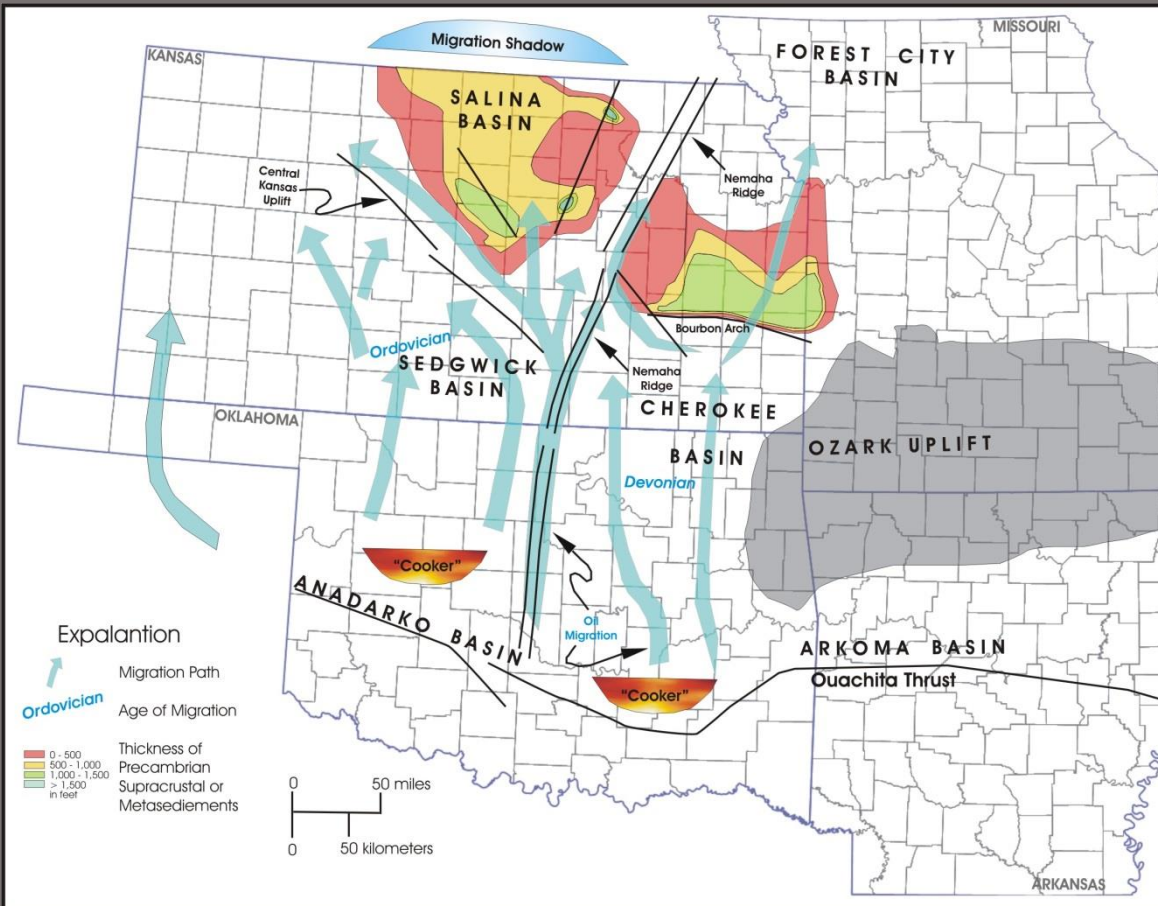 Migration Shadow
KANSAS
MISSOURI
FOREST CITY
BASIN
SALINA
BASIN
Central
Kansas
Uplift
Nemaha
Ridge
Bourbon Arch
Ordovician
SEDGWICK
BASIN
Nemaha
Ridge
CHEROKEE
BASIN
OKLAHOMA
OZARK UPLIFT
Devonian
"Cooker"
ANADARKO BASIN
Oil
Migration
"Cooker"
ARKOMA BASIN
Ouachita Thrust
ARKANSAS
Expalantion
Migration Path
Ordovician
Age of Migration
0 - 500
500 - 1,000
1,000 - 1,500
> 1,500
in feet
Thickness of
Precambrian
Supracrustal or
Metasediements
0
50 miles
0
50 kilometers